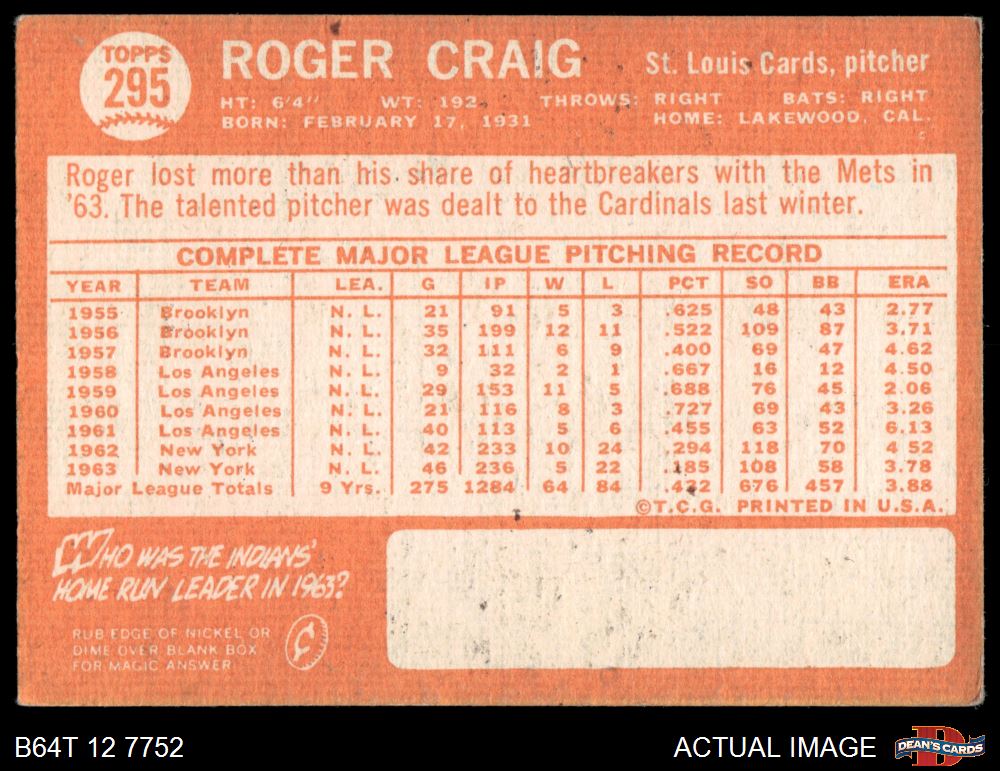 TOPPS
295
ROGER CRAIG
St. Louis Cards, pitcher
HT: 6'4" WT: 192 THROWS: RIGHT BATS: RIGHT
BORN: FEBRUARY 17, 1931 HOME: LAKEWOOD, CAL.
Roger lost more than his share of heartbreakers with the Mets in
'63. The talented pitcher was dealt to the Cardinals last winter.
COMPLETE MAJOR LEAGUE PITCHING RECORD
YEAR TEAM LEA. G IP W L PCT SO BB ERA
1955 Brooklyn N. L. 21 91 5 3 .625 48 43 2.77
1956 Brooklyn N. L. 35 199 12 11 .522 109 87 3.71
1957 Brooklyn N. L. 32 111 6 9 .400 69 47 4.62
1958 Los Angeles N. L. 9 32 2 1 .667 16 12 4.50
1959 Los Angeles N. L. 29 153 11 5 .688 76 45 2.06
1960 Los Angeles N. L. 21 116 8 3 .727 69 43 3.26
1961 Los Angeles N. L. 40 113 5 6 .455 63 52 6.13
1962 New York N. L. 42 233 10 24 .294 118 70 4.52
1963 New York N. L. 46 236 5 22 .185 108 58 3.78
Major League Totals 9 Yrs. 275 1284 64 84 .432 676 457 3.88
©T.C.G. PRINTED IN U.S.A.
WHO WAS THE INDIANS'
HOME RUN LEADER IN 1963?
RUB EDGE OF NICKEL OR
DIME OVER BLANK BOX
FOR MAGIC ANSWER
B64T 12 7752
ACTUAL IMAGE
D
DEAN'S CARDS